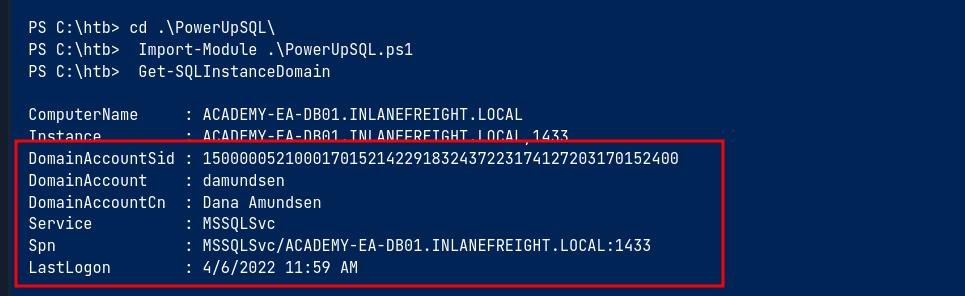 PS C:\htb> cd .\PowerUpSQL\
PS C:\htb>  Import-Module .\PowerUpSQL.ps1
PS C:\htb>  Get-SQLInstanceDomain
ComputerName     : ACADEMY-EA-DB01.INLANEFREIGHT.LOCAL
Instance         : ACADEMY-EA-DB01.INLANEFREIGHT.LOCAL,1433
DomainAccountSid : 1500000521000170152142291832437223174127203170152400
DomainAccount    : damundsen
DomainAccountCn  : Dana Amundsen
Service          : MSSQLSvc
Spn              : MSSQLSvc/ACADEMY-EA-DB01.INLANEFREIGHT.LOCAL:1433
LastLogon        : 4/6/2022 11:59 AM